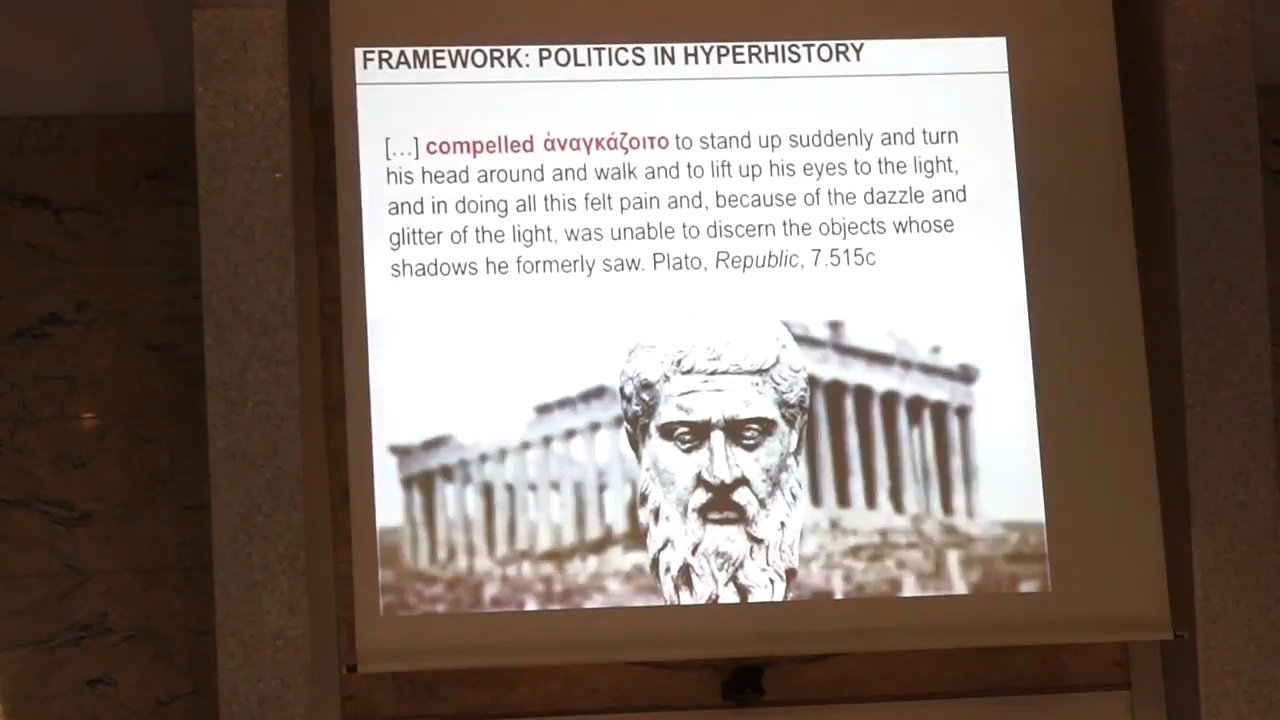 FRAMEWORK: POLITICS IN HYPERHISTORY
[...] compelled ἀναγκάζοιτο to stand up suddenly and turn
his head around and walk and to lift up his eyes to the light,
and in doing all this felt pain and, because of the dazzle and
glitter of the light, was unable to discern the objects whose
shadows he formerly saw. Plato, Republic, 7.515c